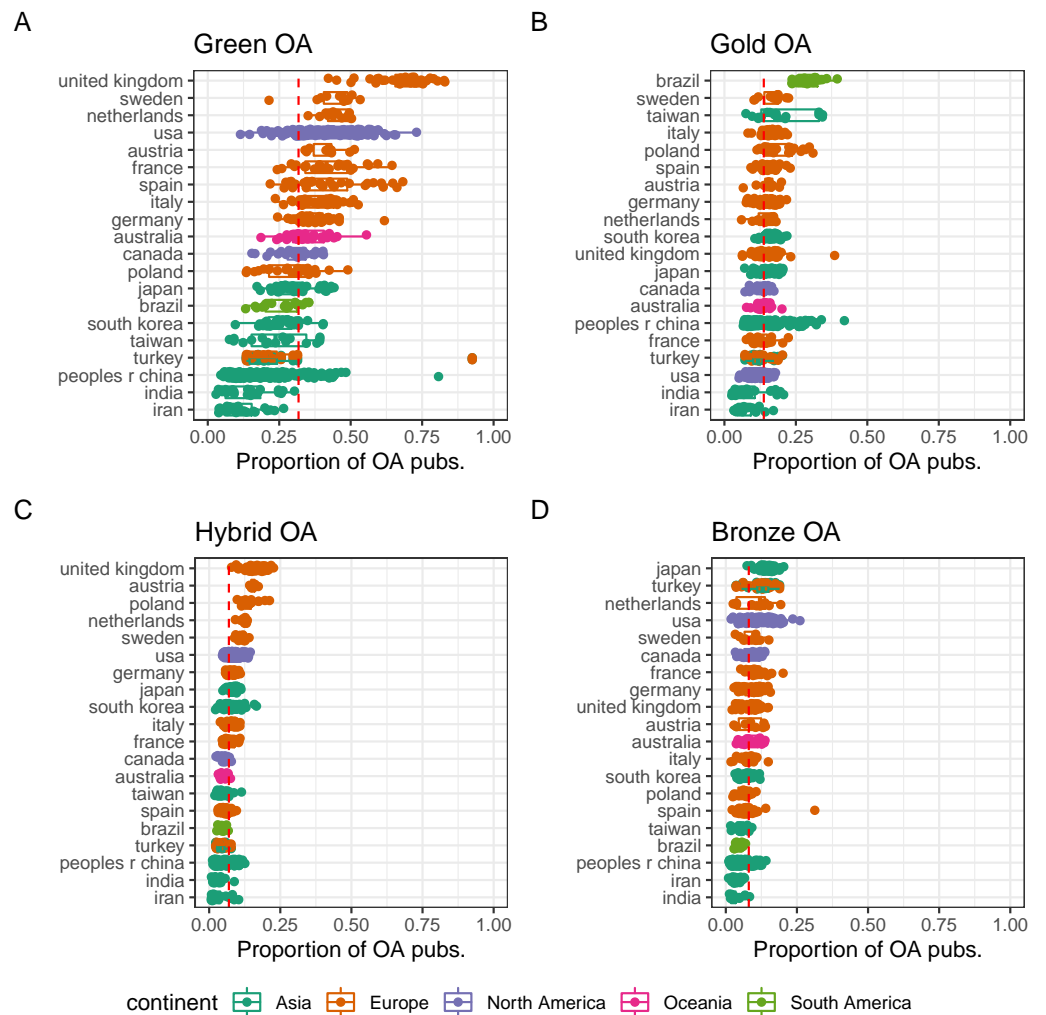 A
Green OA
united kingdom
sweden
netherlands
usa
austria
france
spain
italy
germany
australia
canada
poland
japan
brazil
south korea
taiwan
turkey
peoples r china
india
iran
0.00 0.25 0.50 0.75 1.00
Proportion of OA pubs.
B
Gold OA
brazil
sweden
taiwan
italy
poland
spain
austria
germany
netherlands
south korea
united kingdom
japan
canada
australia
peoples r china
france
turkey
usa
india
iran
0.00 0.25 0.50 0.75 1.00
Proportion of OA pubs.
C
Hybrid OA
united kingdom
austria
poland
netherlands
sweden
usa
germany
japan
south korea
italy
france
canada
australia
taiwan
spain
brazil
turkey
peoples r china
india
iran
0.00 0.25 0.50 0.75 1.00
Proportion of OA pubs.
D
Bronze OA
japan
turkey
netherlands
usa
sweden
canada
france
germany
united kingdom
austria
australia
italy
south korea
poland
spain
taiwan
brazil
peoples r china
iran
india
0.00 0.25 0.50 0.75 1.00
Proportion of OA pubs.
continent Asia Europe North America Oceania South America